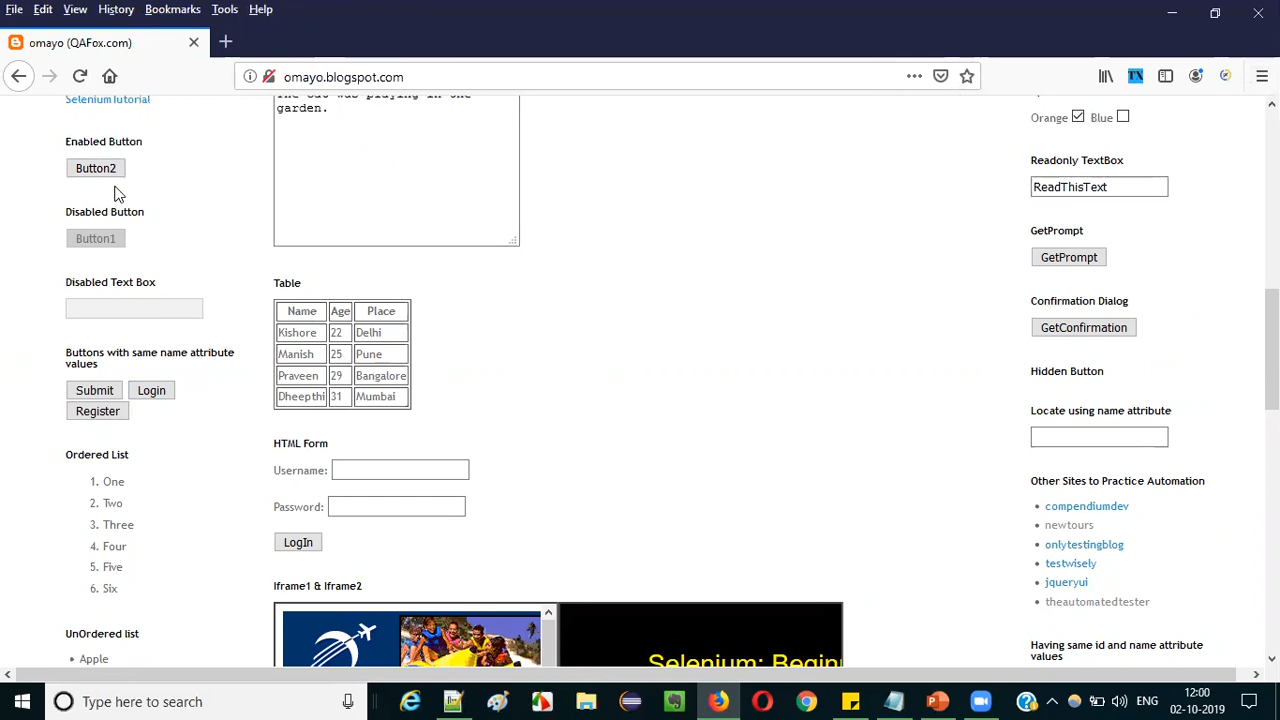 File Edit View History Bookmarks Tools Help
omayo (QAFox.com)
omayo.blogspot.com
SeleniumTutorial
Enabled Button
Button2
Disabled Button
Button1
Disabled Text Box
Buttons with same name attribute
values
Submit Login
Register
Ordered List
1. One
2. Two
3. Three
4. Four
5. Five
6. Six
UnOrdered list
• Apple
garden.
Table
Name Age Place
Kishore 22 Delhi
Manish 25 Pune
Praveen 29 Bangalore
Dheepthi 31 Mumbai
HTML Form
Username:
Password:
LogIn
Iframe1 & Iframe2
Selenium: Begin
Orange Blue
Readonly TextBox
ReadThisText
GetPrompt
GetPrompt
Confirmation Dialog
GetConfirmation
Hidden Button
Locate using name attribute
Other Sites to Practice Automation
• compendiumdev
• newtours
• onlytestingblog
• testwisely
• jqueryui
• theautomatedtester
Having same id and name attribute
values
Type here to search
ENG
12:00
02-10-2019